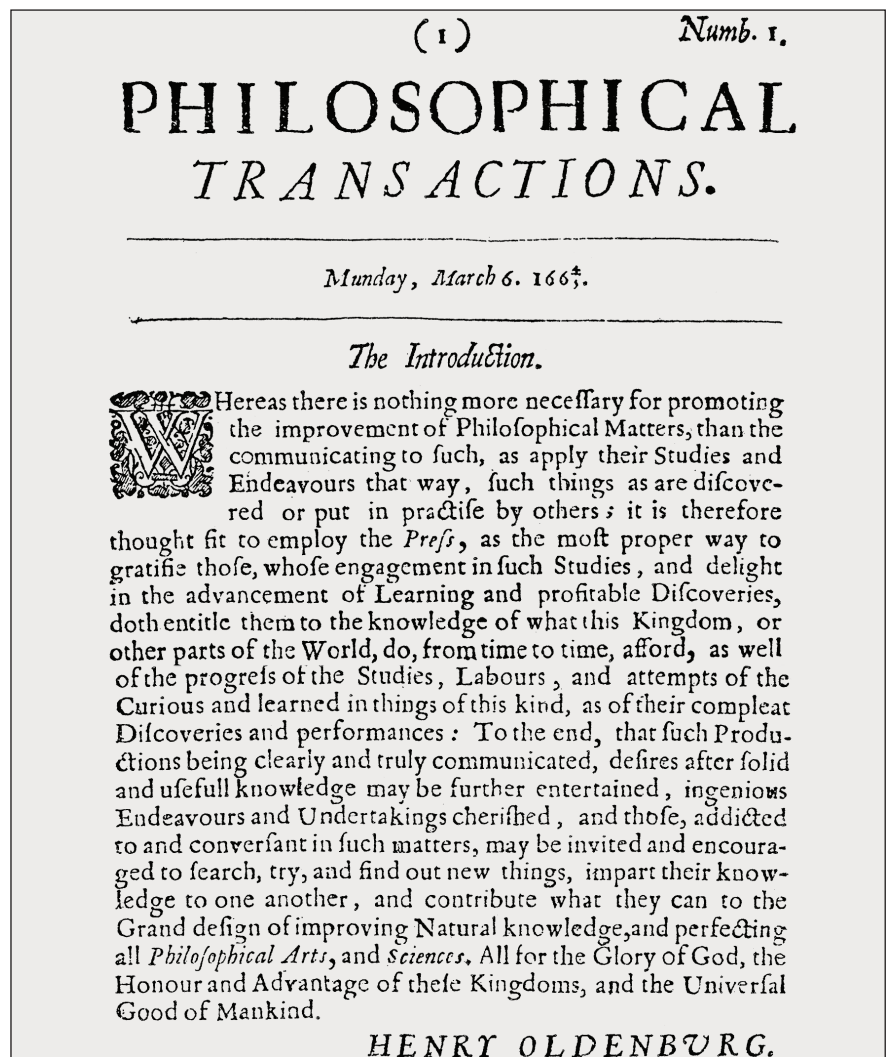 (1) Numb. 1.
PHILOSOPHICAL
TRANSACTIONS.
Munday, March 6. 166⁴⁄₅.
The Introduction.
WHereas there is nothing more neceſſary for promoting
the improvement of Philoſophical Matters, than the
communicating to ſuch, as apply their Studies and
Endeavours that way, ſuch things as are diſcove-
red or put in practiſe by others; it is therefore
thought fit to employ the Preſs, as the moſt proper way to
gratifie thoſe, whoſe engagement in ſuch Studies, and delight
in the advancement of Learning and profitable Diſcoveries,
doth entitle them to the knowledge of what this Kingdom, or
other parts of the World, do, from time to time, afford, as well
of the progreſs of the Studies, Labours, and attempts of the
Curious and learned in things of this kind, as of their compleat
Diſcoveries and performances: To the end, that ſuch Produ-
ctions being clearly and truly communicated, deſires after ſolid
and uſefull knowledge may be further entertained, ingenious
Endeavours and Undertakings cheriſhed, and thoſe, addicted
to and converſant in ſuch matters, may be invited and encoura-
ged to ſearch, try, and find out new things, impart their know-
ledge to one another, and contribute what they can to the
Grand deſign of improving Natural knowledge, and perfecting
all Philoſophical Arts, and Sciences. All for the Glory of God, the
Honour and Advantage of theſe Kingdoms, and the Univerſal
Good of Mankind.
HENRY OLDENBVRG.